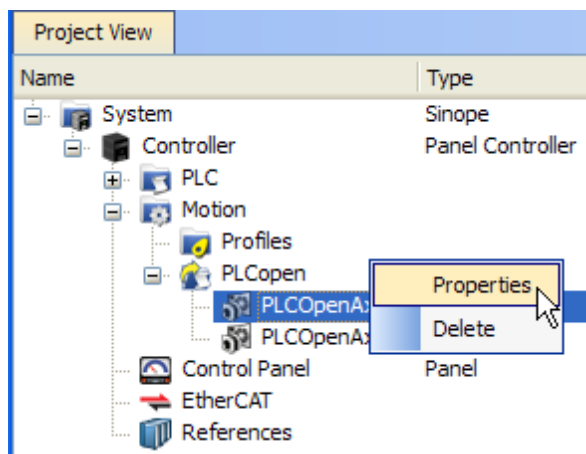 Project View
Name Type
System Sinope
Controller Panel Controller
PLC
Motion
Profiles
PLCopen
Properties
Delete
Control Panel Panel
EtherCAT
References